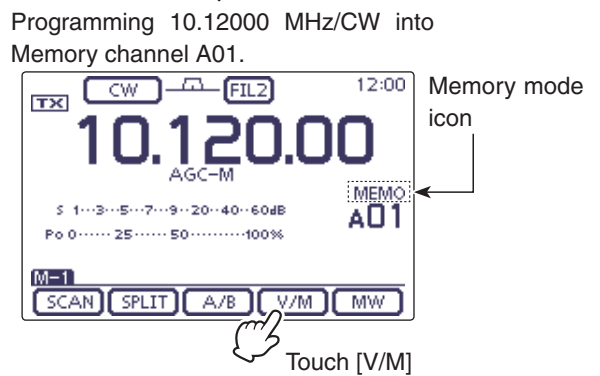 Programming 10.12000 MHz/CW into
Memory channel A01.
CW FIL2 12:00
TX
10.120.00
AGC-M
MEMO
A01
S 1···3···5···7···9··20··40··60dB
Po 0······ 25······ 50·········100%
M-1
SCAN SPLIT A/B V/M MW
Memory mode
icon
Touch [V/M]